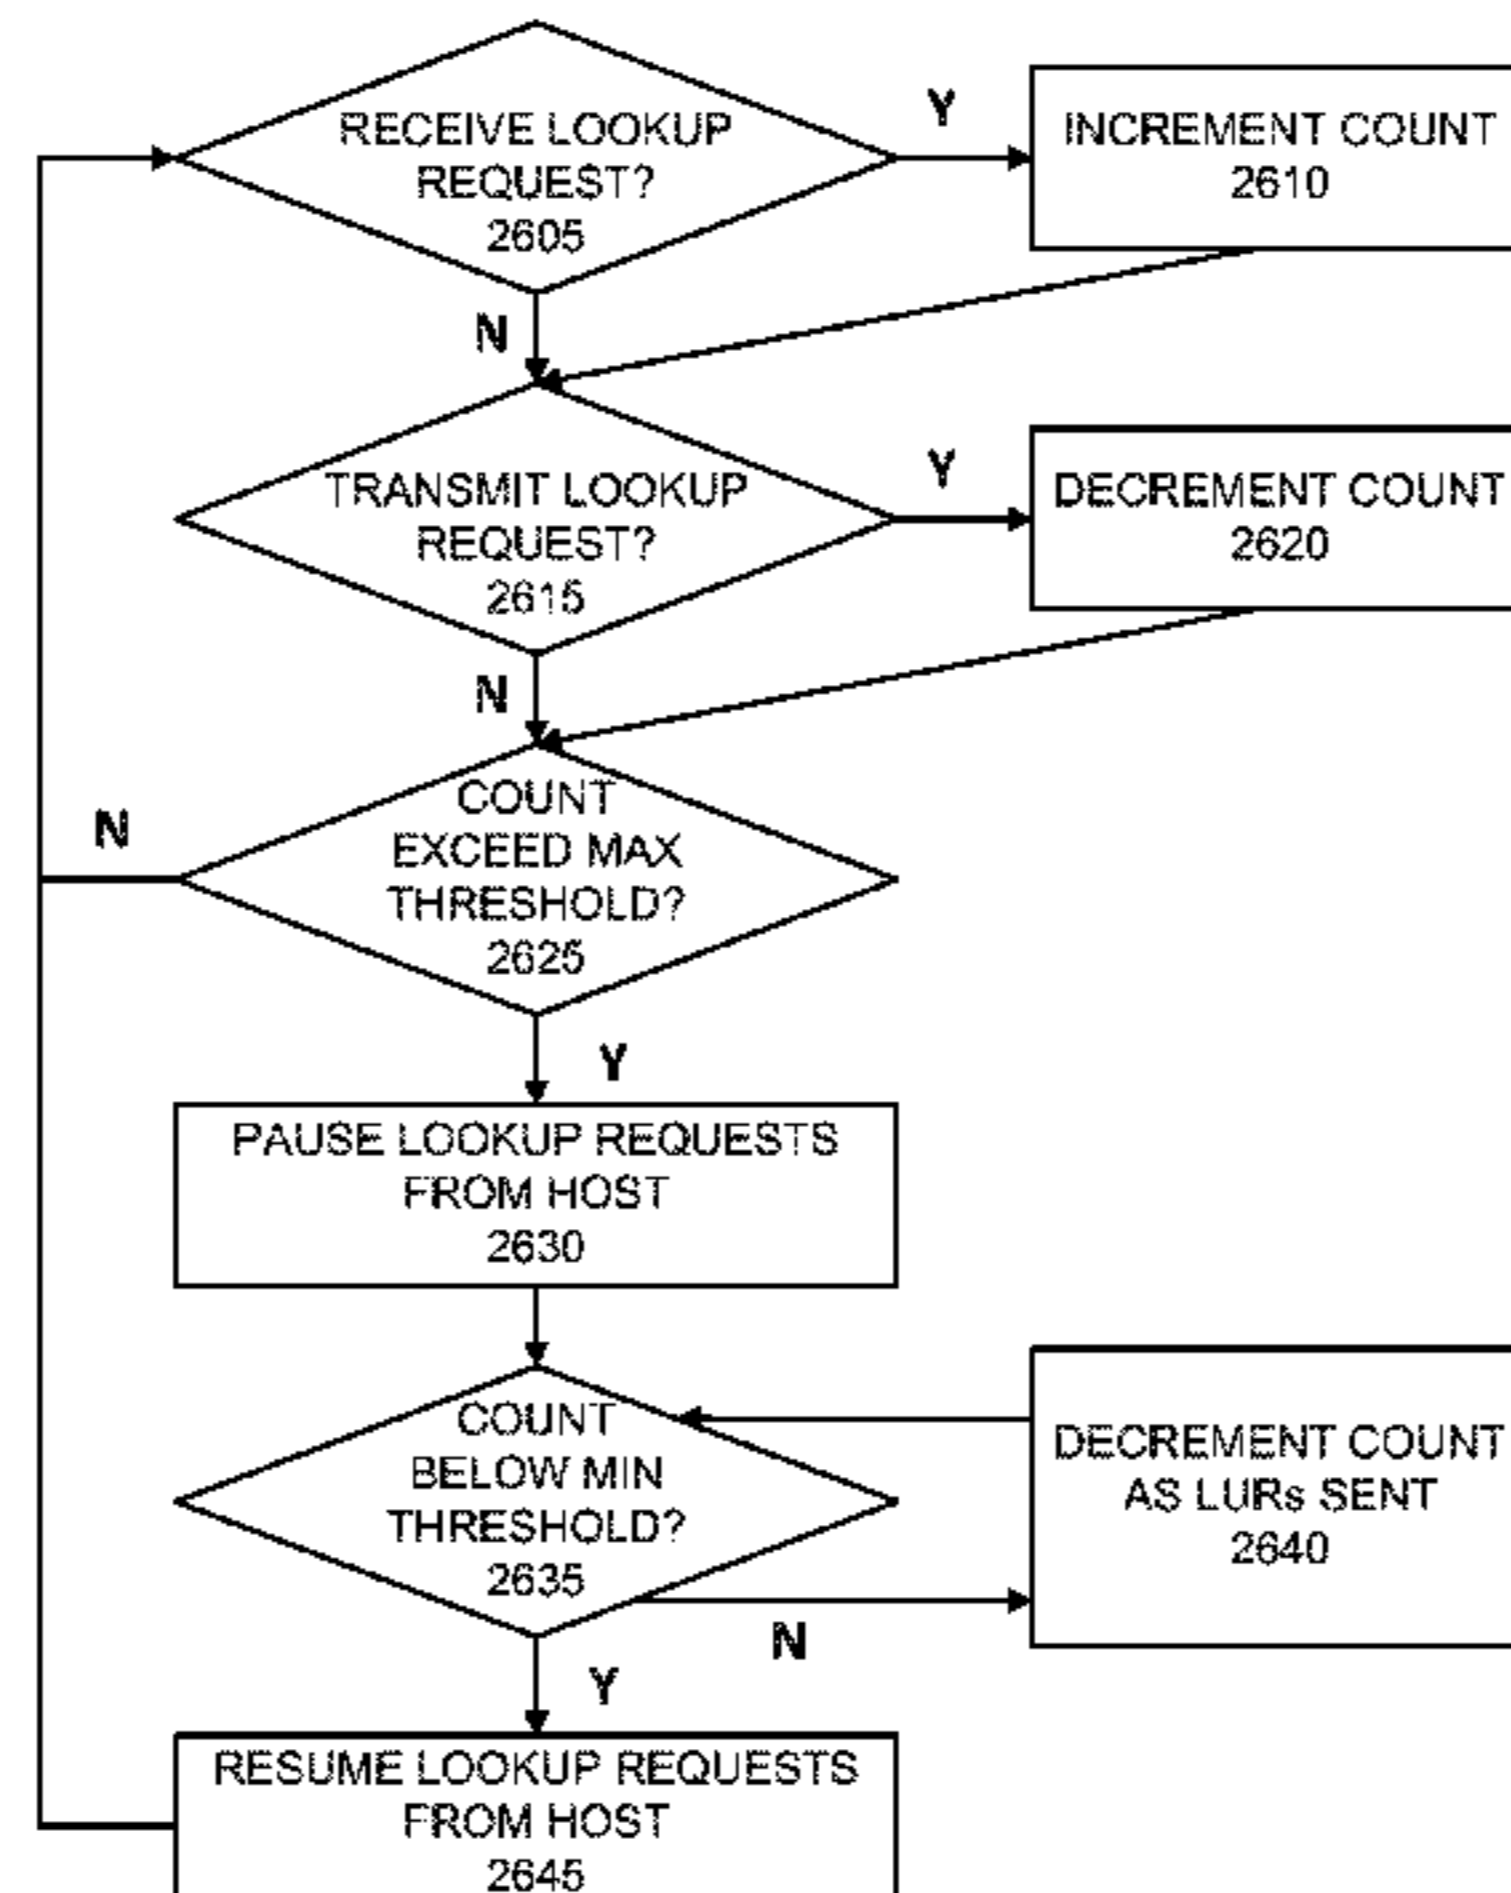 RECEIVE LOOKUP
REQUEST?
2605
Y
INCREMENT COUNT
2610
N
TRANSMIT LOOKUP
REQUEST?
2615
Y
DECREMENT COUNT
2620
N
COUNT
EXCEED MAX
THRESHOLD?
2625
N
Y
PAUSE LOOKUP REQUESTS
FROM HOST
2630
COUNT
BELOW MIN
THRESHOLD?
2635
DECREMENT COUNT
AS LURs SENT
2640
N
Y
RESUME LOOKUP REQUESTS
FROM HOST
2645